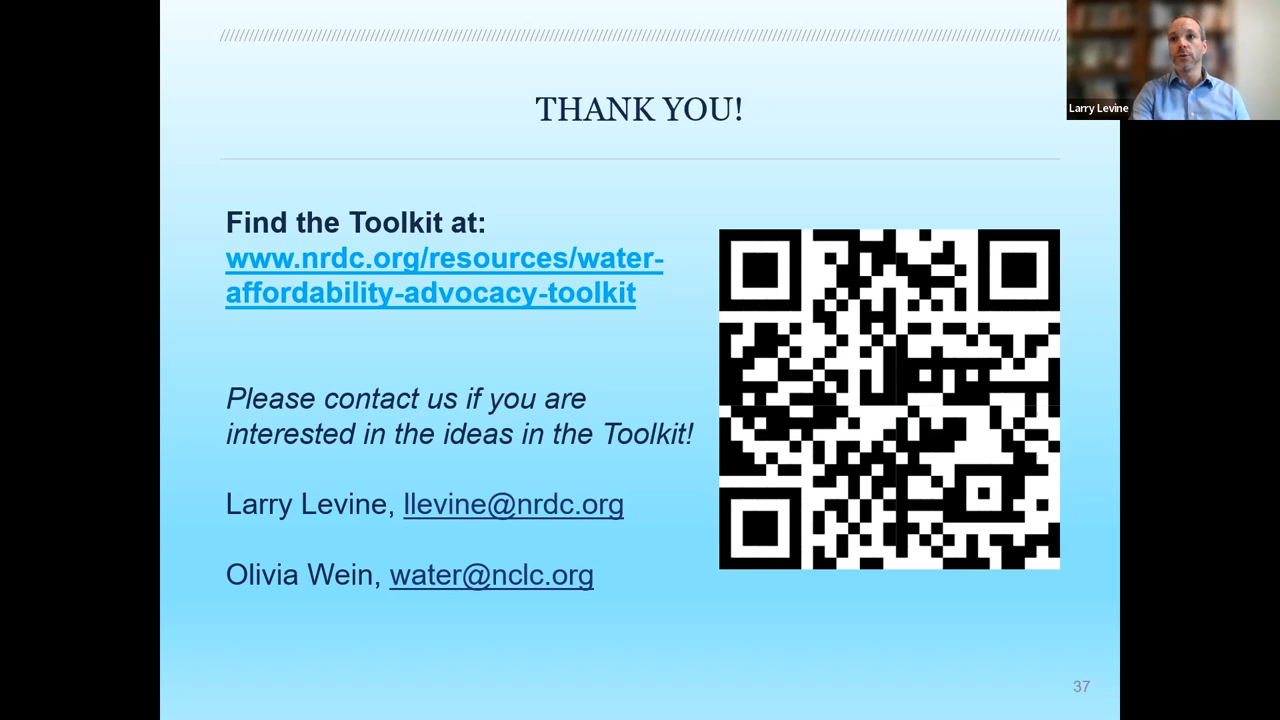 THANK YOU!
Larry Levine
Find the Toolkit at:
www.nrdc.org/resources/water-
affordability-advocacy-toolkit
Please contact us if you are
interested in the ideas in the Toolkit!
Larry Levine, llevine@nrdc.org
Olivia Wein, water@nclc.org
37